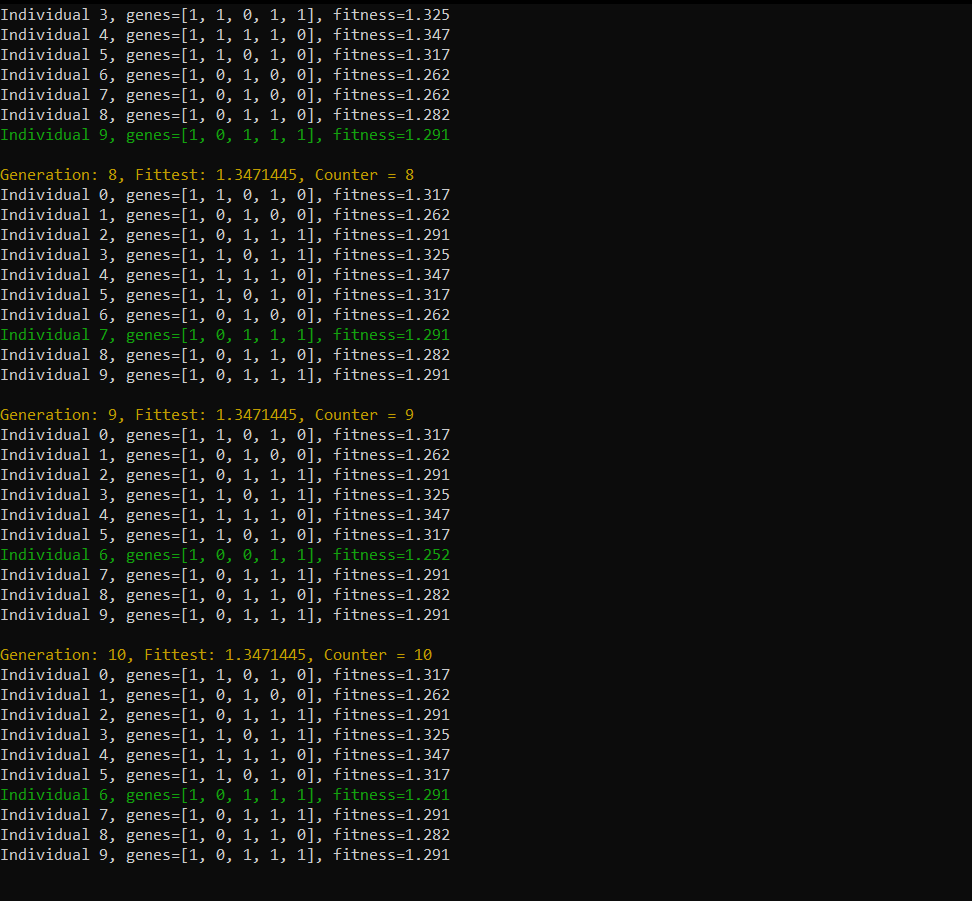 Individual 3, genes=[1, 1, 0, 1, 1], fitness=1.325
Individual 4, genes=[1, 1, 1, 1, 0], fitness=1.347
Individual 5, genes=[1, 1, 0, 1, 0], fitness=1.317
Individual 6, genes=[1, 0, 1, 0, 0], fitness=1.262
Individual 7, genes=[1, 0, 1, 0, 0], fitness=1.262
Individual 8, genes=[1, 0, 1, 1, 0], fitness=1.282
Individual 9, genes=[1, 0, 1, 1, 1], fitness=1.291
Generation: 8, Fittest: 1.3471445, Counter = 8
Individual 0, genes=[1, 1, 0, 1, 0], fitness=1.317
Individual 1, genes=[1, 0, 1, 0, 0], fitness=1.262
Individual 2, genes=[1, 0, 1, 1, 1], fitness=1.291
Individual 3, genes=[1, 1, 0, 1, 1], fitness=1.325
Individual 4, genes=[1, 1, 1, 1, 0], fitness=1.347
Individual 5, genes=[1, 1, 0, 1, 0], fitness=1.317
Individual 6, genes=[1, 0, 1, 0, 0], fitness=1.262
Individual 7, genes=[1, 0, 1, 1, 1], fitness=1.291
Individual 8, genes=[1, 0, 1, 1, 0], fitness=1.282
Individual 9, genes=[1, 0, 1, 1, 1], fitness=1.291
Generation: 9, Fittest: 1.3471445, Counter = 9
Individual 0, genes=[1, 1, 0, 1, 0], fitness=1.317
Individual 1, genes=[1, 0, 1, 0, 0], fitness=1.262
Individual 2, genes=[1, 0, 1, 1, 1], fitness=1.291
Individual 3, genes=[1, 1, 0, 1, 1], fitness=1.325
Individual 4, genes=[1, 1, 1, 1, 0], fitness=1.347
Individual 5, genes=[1, 1, 0, 1, 0], fitness=1.317
Individual 6, genes=[1, 0, 0, 1, 1], fitness=1.252
Individual 7, genes=[1, 0, 1, 1, 1], fitness=1.291
Individual 8, genes=[1, 0, 1, 1, 0], fitness=1.282
Individual 9, genes=[1, 0, 1, 1, 1], fitness=1.291
Generation: 10, Fittest: 1.3471445, Counter = 10
Individual 0, genes=[1, 1, 0, 1, 0], fitness=1.317
Individual 1, genes=[1, 0, 1, 0, 0], fitness=1.262
Individual 2, genes=[1, 0, 1, 1, 1], fitness=1.291
Individual 3, genes=[1, 1, 0, 1, 1], fitness=1.325
Individual 4, genes=[1, 1, 1, 1, 0], fitness=1.347
Individual 5, genes=[1, 1, 0, 1, 0], fitness=1.317
Individual 6, genes=[1, 0, 1, 1, 1], fitness=1.291
Individual 7, genes=[1, 0, 1, 1, 1], fitness=1.291
Individual 8, genes=[1, 0, 1, 1, 0], fitness=1.282
Individual 9, genes=[1, 0, 1, 1, 1], fitness=1.291